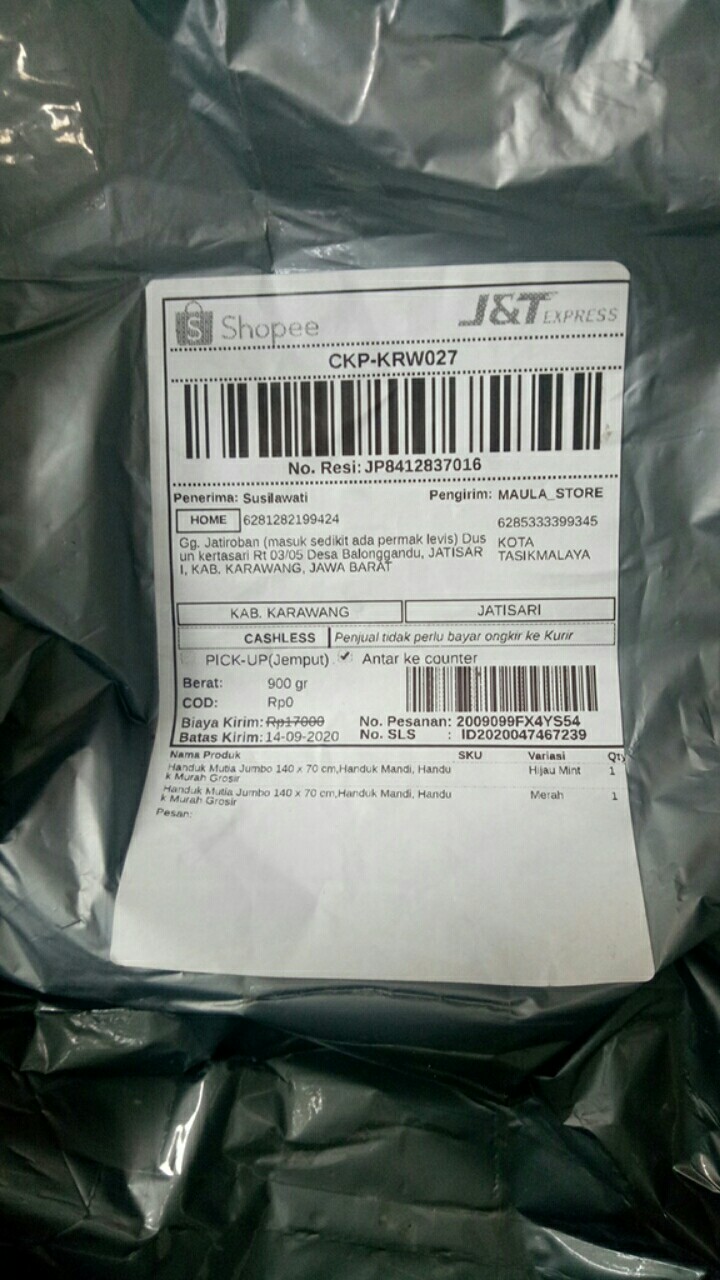 Shopee
J&T EXPRESS
CKP-KRW027
No. Resi: JP8412837016
Penerima: Susilawati
Pengirim: MAULA_STORE
HOME 6281282199424
6285333399345
Gg. Jatiroban (masuk sedikit ada permak levis) Dus
un kertasari Rt 03/05 Desa Balonggandu, JATISAR
I, KAB. KARAWANG, JAWA BARAT
KOTA
TASIKMALAYA
KAB. KARAWANG JATISARI
CASHLESS Penjual tidak perlu bayar ongkir ke Kurir
PICK-UP(Jemput) ✔ Antar ke counter
Berat: 900 gr
COD: Rp0
Biaya Kirim: Rp17000 No. Pesanan: 2009099FX4YS54
Batas Kirim: 14-09-2020 No. SLS : ID2020047467239
Nama Produk SKU Variasi Qty
Handuk Mutia Jumbo 140 x 70 cm,Handuk Mandi, Handu Hijau Mint 1
k Murah Grosir
Handuk Mutia Jumbo 140 x 70 cm,Handuk Mandi, Handu Merah 1
k Murah Grosir
Pesan: